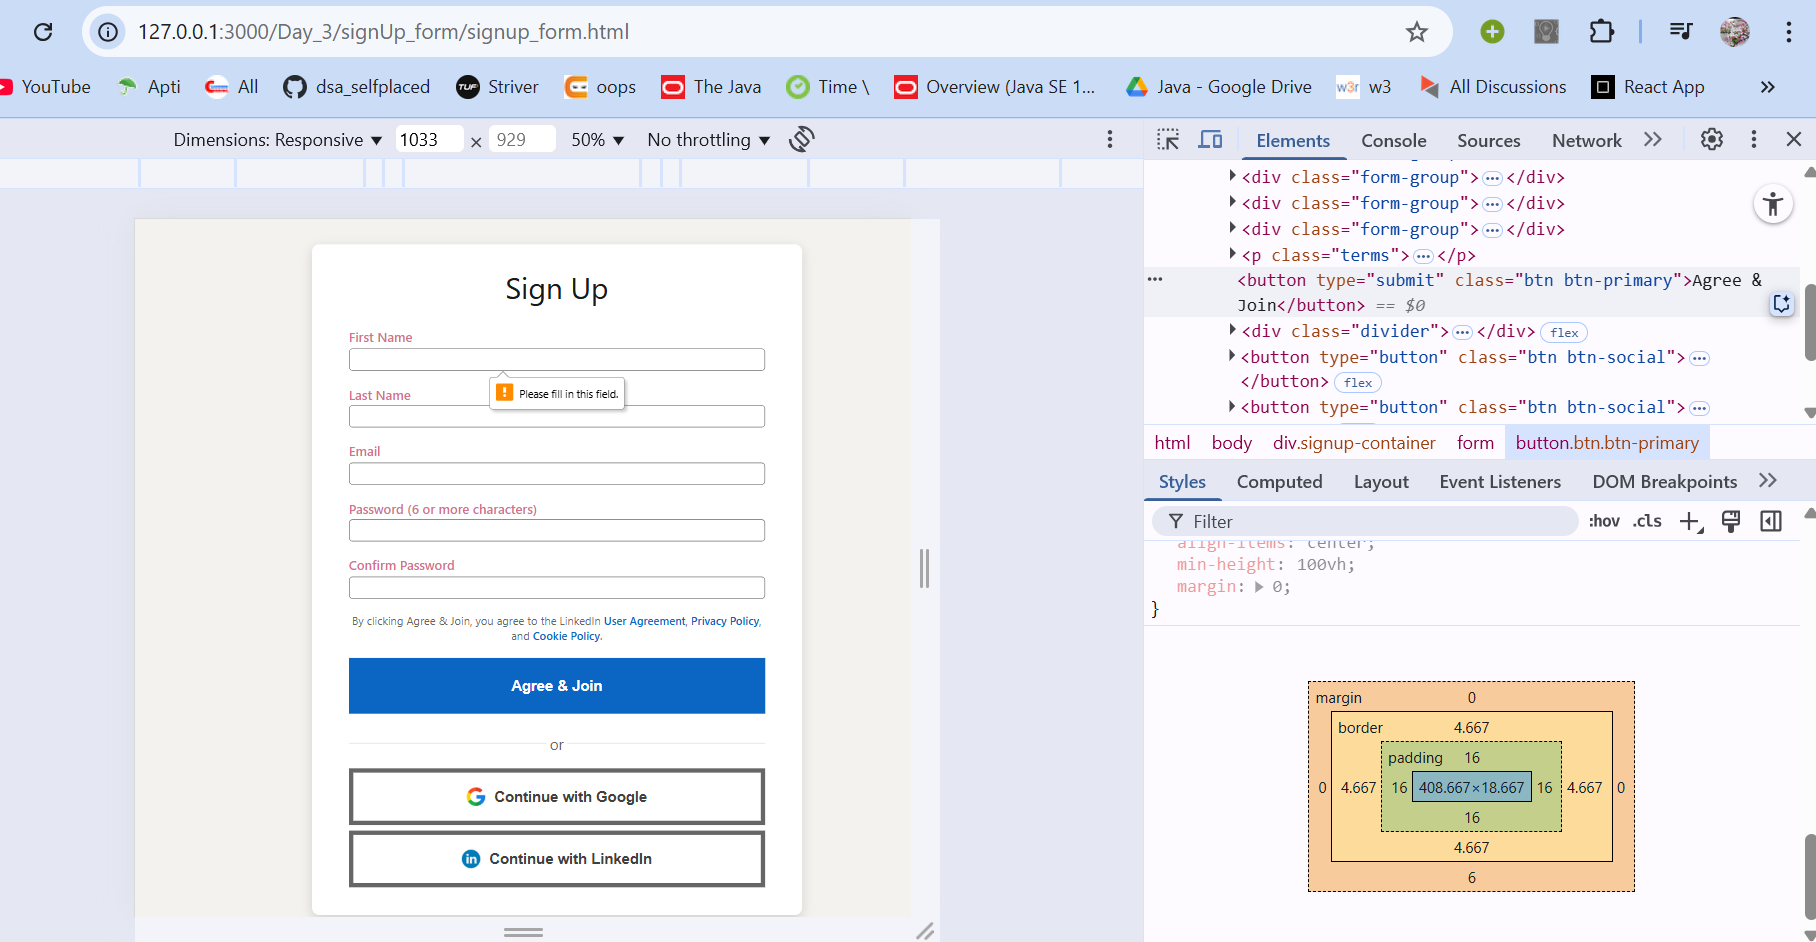 127.0.0.1:3000/Day_3/signUp_form/signup_form.html
YouTube Apti All dsa_selfplaced TUF Striver oops The Java Time \ Overview (Java SE 1... Java - Google Drive w3r w3 All Discussions React App »
Dimensions: Responsive ▼ 1033 × 929 50% ▼ No throttling ▼
Sign Up
First Name
Please fill in this field.
Last Name
Email
Password (6 or more characters)
Confirm Password
By clicking Agree & Join, you agree to the LinkedIn User Agreement, Privacy Policy,
and Cookie Policy.
Agree & Join
or
Continue with Google
in Continue with LinkedIn
Elements Console Sources Network
<div class="form-group"> ... </div>
<div class="form-group"> ... </div>
<div class="form-group"> ... </div>
<p class="terms"> ... </p>
... <button type="submit" class="btn btn-primary">Agree &
Join</button> == $0
<div class="divider"> ... </div> flex
<button type="button" class="btn btn-social"> ...
</button> flex
<button type="button" class="btn btn-social"> ...
html body div.signup-container form button.btn.btn-primary
Styles Computed Layout Event Listeners DOM Breakpoints
Filter :hov .cls
align-items: center;
min-height: 100vh;
margin: 0;
}
margin 0
border 4.667
padding 16
0 4.667 16 408.667×18.667 16 4.667 0
16
4.667
6